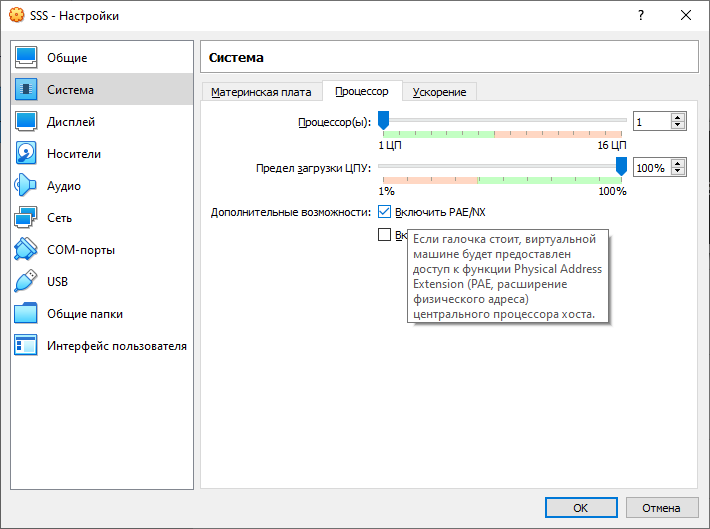 SSS - Настройки
Общие
Система
Дисплей
Носители
Аудио
Сеть
COM-порты
USB
Общие папки
Интерфейс пользователя
Система
Материнская плата Процессор Ускорение
Процессор(ы): 1
1 ЦП 16 ЦП
Предел загрузки ЦПУ: 100%
1% 100%
Дополнительные возможности: Включить PAE/NX
Если галочка стоит, виртуальной
машине будет предоставлен
доступ к функции Physical Address
Extension (PAE, расширение
физического адреса)
центрального процессора хоста.
OK Отмена